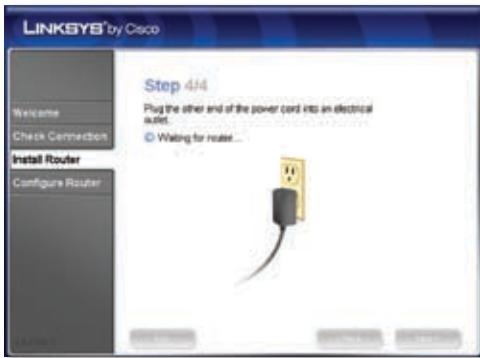 LINKSYS® by Cisco
Step 4/4
Welcome
Check Connection
Install Router
Configure Router
Plug the other end of the power cord into an electrical
outlet.
Waiting for router...